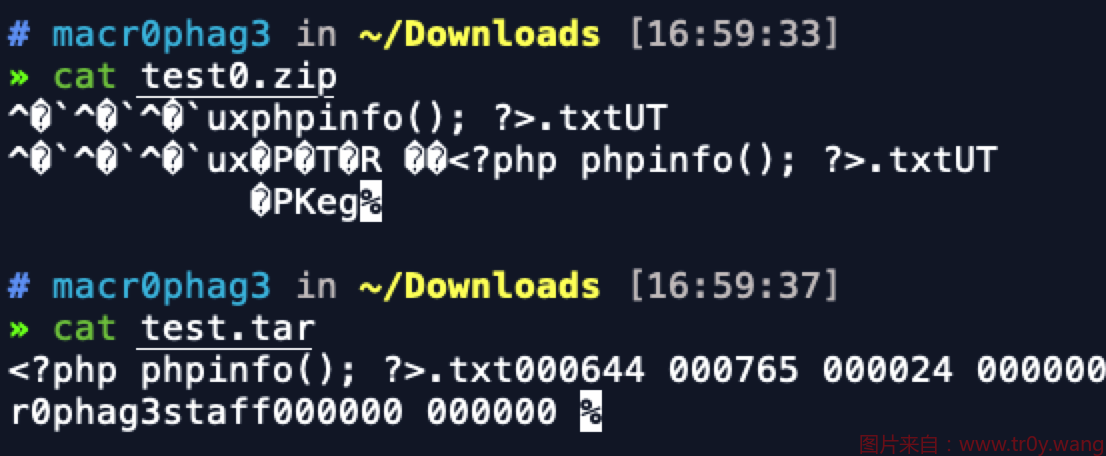 # macr0phag3 in ~/Downloads [16:59:33]
» cat test0.zip
^�`^�`^�`uxphpinfo(); ?>.txtUT
^�`^�`^�`ux�P�T�R ��<?php phpinfo(); ?>.txtUT
�PKeg%
# macr0phag3 in ~/Downloads [16:59:37]
» cat test.tar
<?php phpinfo(); ?>.txt000644 000765 000024 000000
r0phag3staff000000 000000 %
图片来自：www.tr0y.wang